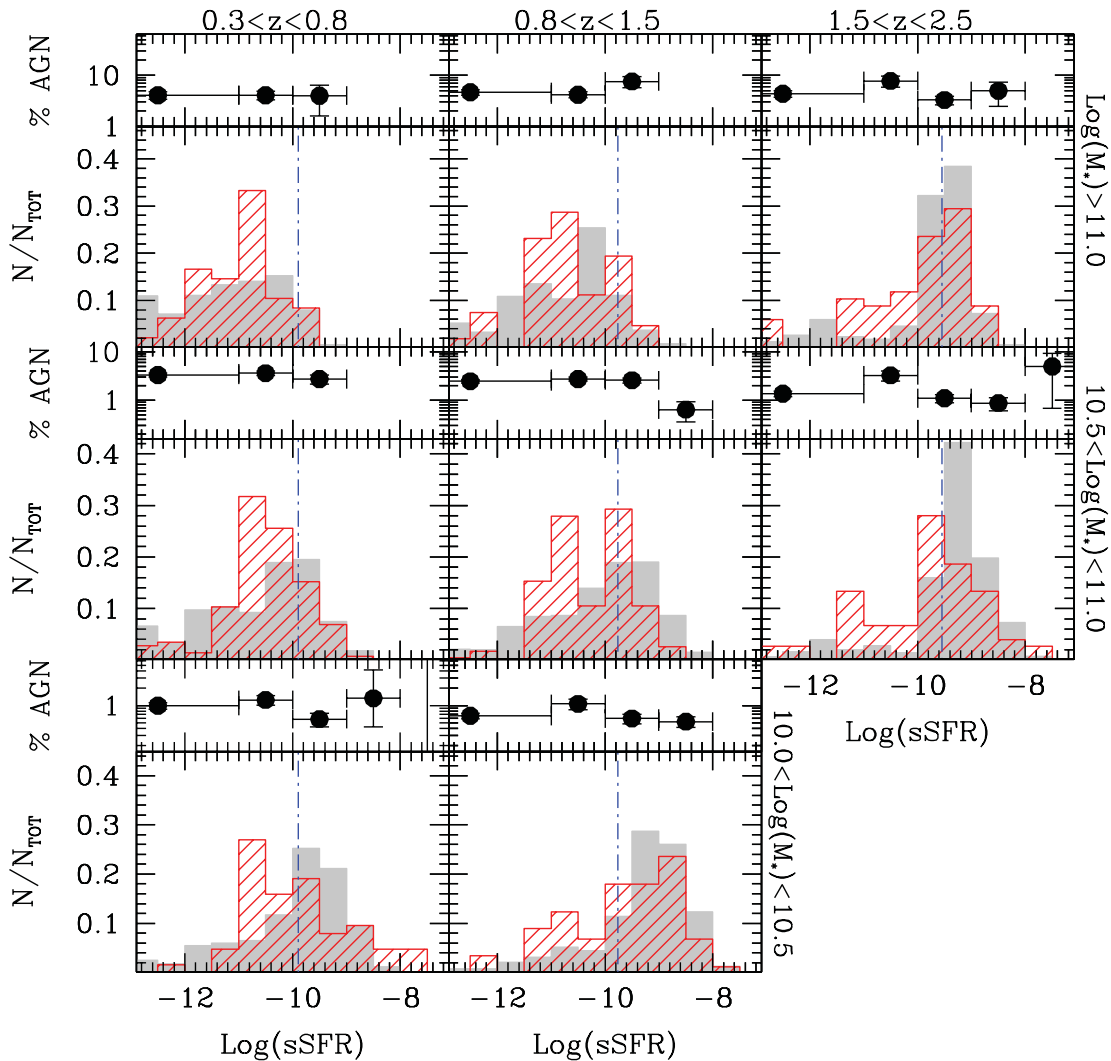 0.3<z<0.8 0.8<z<1.5 1.5<z<2.5
% AGN 10 1
Log(M*)>11.0
N/NTOT 0.4 0.3 0.2 0.1
% AGN 10 1
10.5<Log(M*)<11.0
N/NTOT 0.4 0.3 0.2 0.1
−12 −10 −8
Log(sSFR)
% AGN 1
10.0<Log(M*)<10.5
N/NTOT 0.4 0.3 0.2 0.1
−12 −10 −8 −12 −10 −8
Log(sSFR) Log(sSFR)